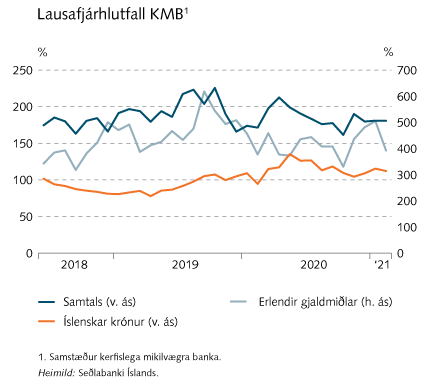 Lausafjárhlutfall KMB¹
% %
250 700
200 600
500
150 400
100 300
200
50 100
0 0
2018 2019 2020 '21
Samtals (v. ás) Erlendir gjaldmiðlar (h. ás)
Íslenskar krónur (v. ás)
1. Samstæður kerfislega mikilvægra banka.
Heimild: Seðlabanki Íslands.